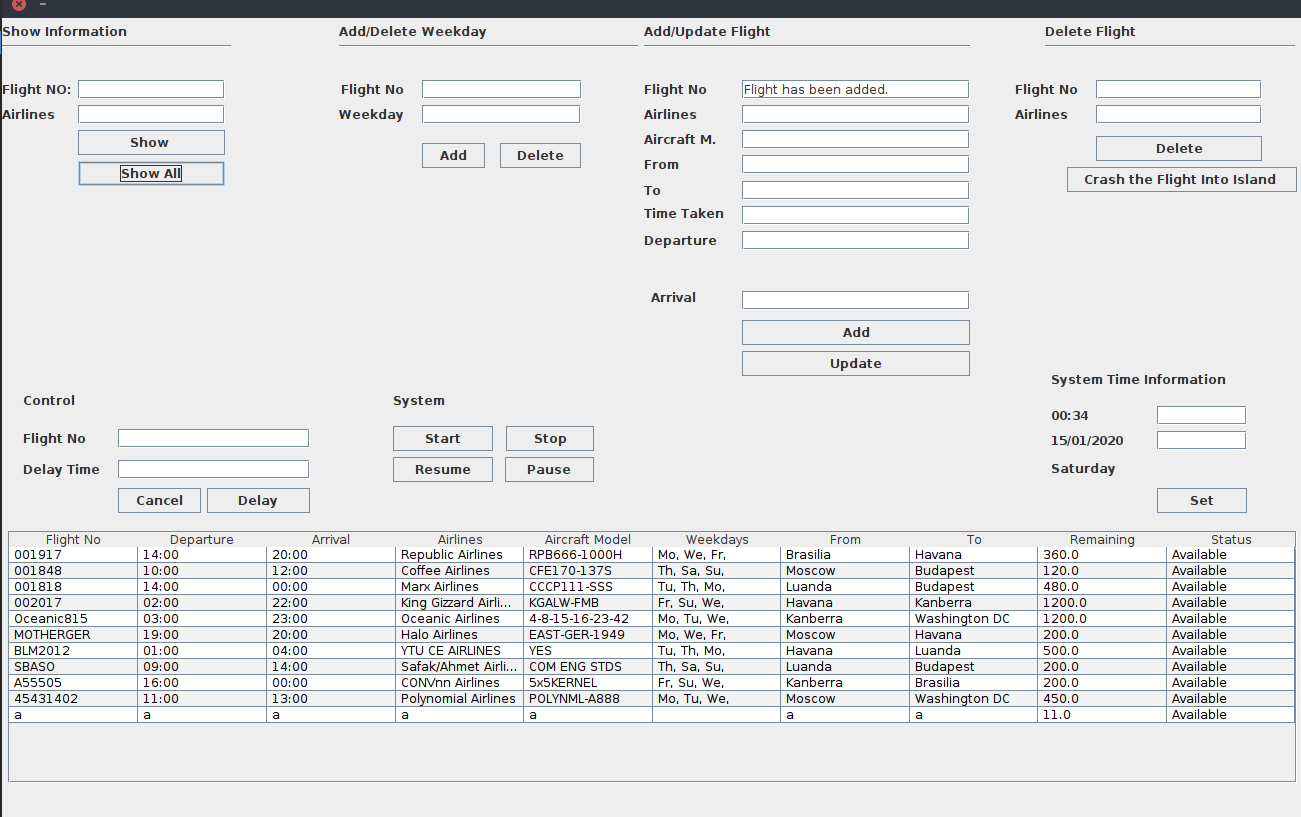 Show Information Add/Delete Weekday Add/Update Flight Delete Flight
Flight NO: Flight No Flight No Flight has been added. Flight No
Airlines Weekday Airlines Airlines
Show Add Delete Aircraft M. Delete
Show All From Crash the Flight Into Island
To
Time Taken
Departure
Arrival
Add
Update
System Time Information
Control System
00:34
Flight No Start Stop 15/01/2020
Delay Time Resume Pause Saturday
Cancel Delay Set
Flight No Departure Arrival Airlines Aircraft Model Weekdays From To Remaining Status
001917 14:00 20:00 Republic Airlines RPB666-1000H Mo, We, Fr, Brasilia Havana 360.0 Available
001848 10:00 12:00 Coffee Airlines CFE170-137S Th, Sa, Su, Moscow Budapest 120.0 Available
001818 14:00 00:00 Marx Airlines CCCP111-SSS Tu, Th, Mo, Luanda Budapest 480.0 Available
002017 02:00 22:00 King Gizzard Airli... KGALW-FMB Fr, Su, We, Havana Kanberra 1200.0 Available
Oceanic815 03:00 23:00 Oceanic Airlines 4-8-15-16-23-42 Mo, Tu, We, Kanberra Washington DC 1200.0 Available
MOTHERGER 19:00 20:00 Halo Airlines EAST-GER-1949 Mo, We, Fr, Moscow Havana 200.0 Available
BLM2012 01:00 04:00 YTU CE AIRLINES YES Tu, Th, Mo, Havana Luanda 500.0 Available
SBASO 09:00 14:00 Safak/Ahmet Airli... COM ENG STDS Th, Sa, Su, Luanda Budapest 200.0 Available
A55505 16:00 00:00 CONVnn Airlines 5x5KERNEL Fr, Su, We, Kanberra Brasilia 200.0 Available
45431402 11:00 13:00 Polynomial Airlines POLYNML-A888 Mo, Tu, We, Moscow Washington DC 450.0 Available
a a a a a a a 11.0 Available